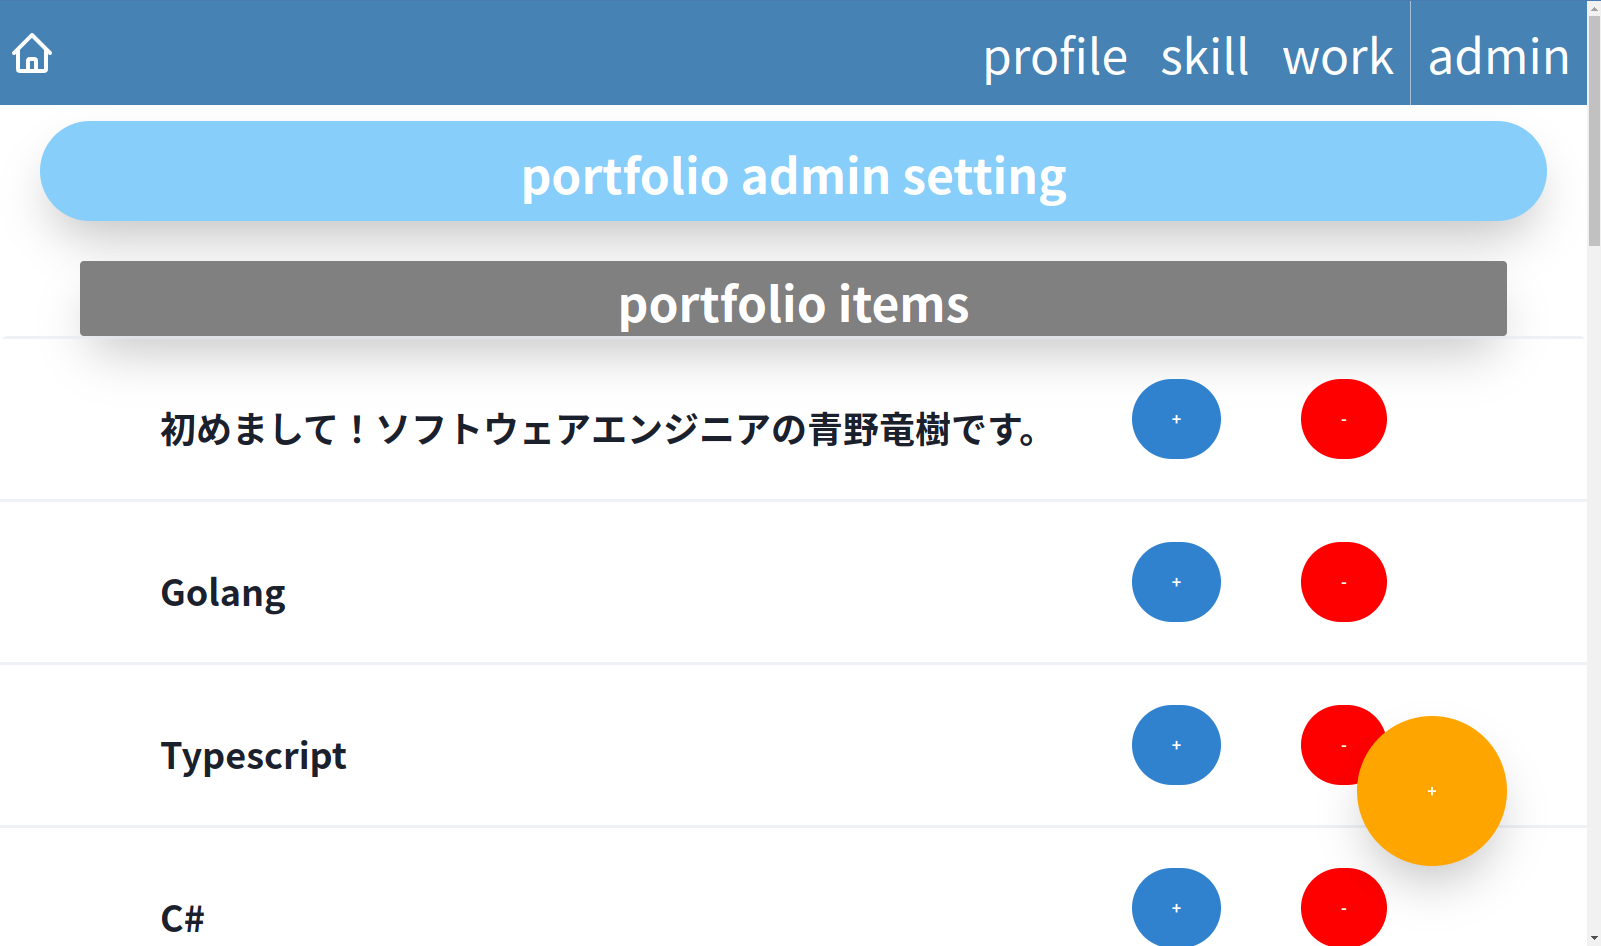 profile skill work admin
portfolio admin setting
portfolio items
初めまして！ソフトウェアエンジニアの青野竜樹です。 + -
Golang + -
Typescript + -
+
C# + -